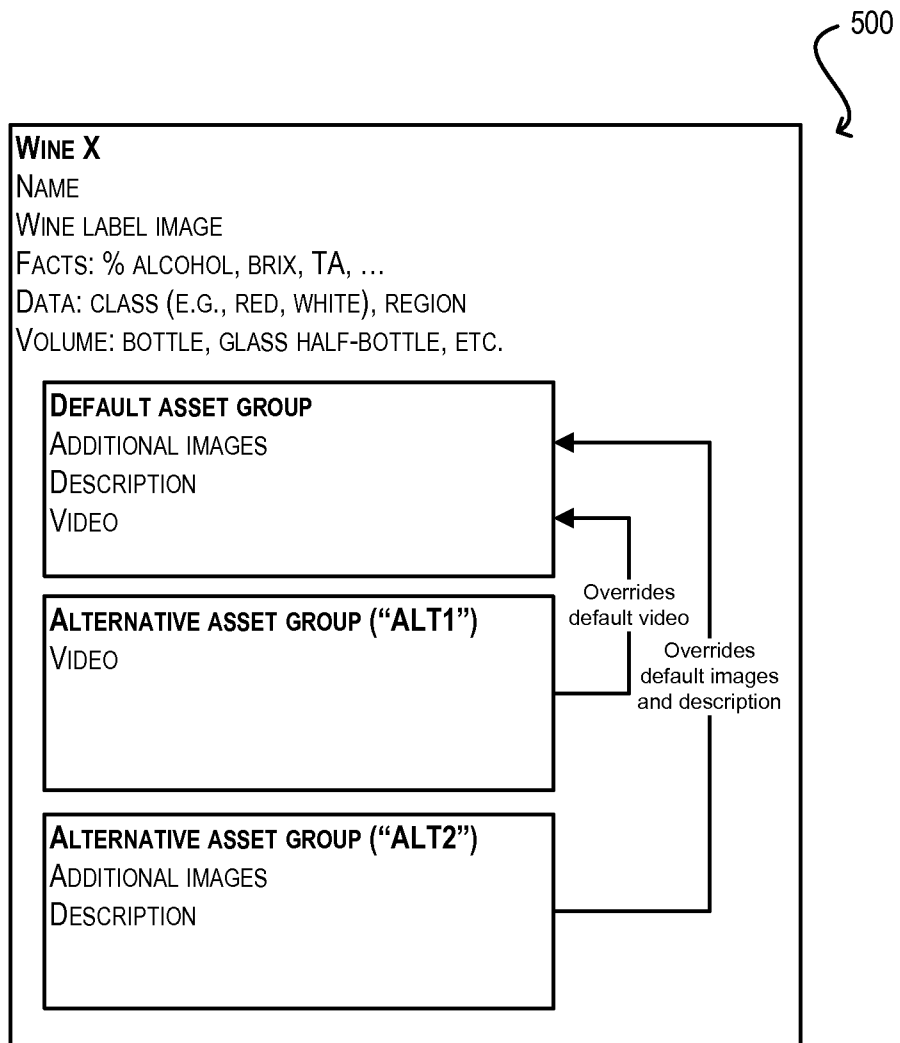 500
WINE X
NAME
WINE LABEL IMAGE
FACTS: % ALCOHOL, BRIX, TA, …
DATA: CLASS (E.G., RED, WHITE), REGION
VOLUME: BOTTLE, GLASS HALF-BOTTLE, ETC.
DEFAULT ASSET GROUP
ADDITIONAL IMAGES
DESCRIPTION
VIDEO
Overrides
default video
ALTERNATIVE ASSET GROUP (“ALT1”)
VIDEO
Overrides
default images
and description
ALTERNATIVE ASSET GROUP (“ALT2”)
ADDITIONAL IMAGES
DESCRIPTION